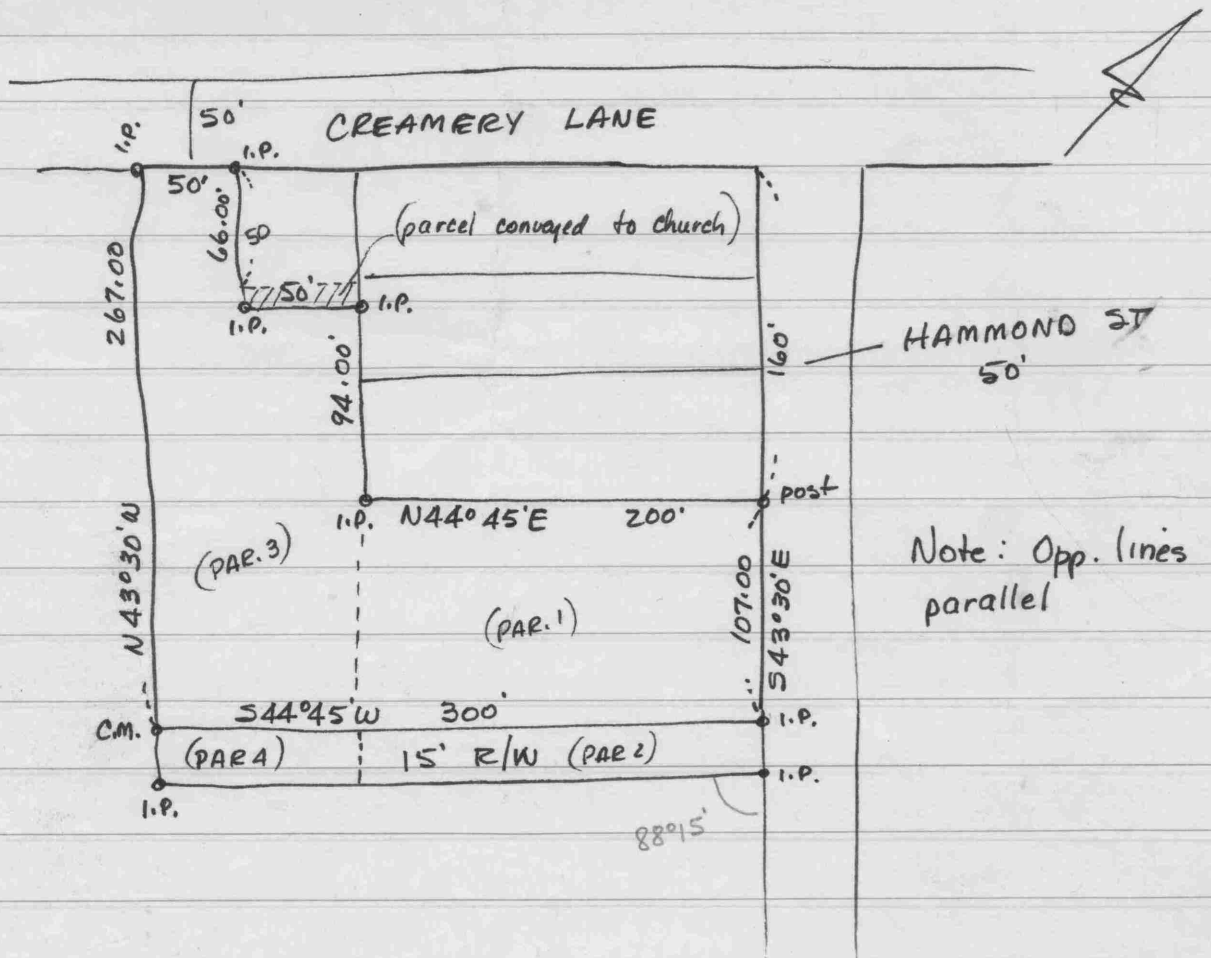 50'
CREAMERY LANE
I.P.
I.P.
50'
66.00'
50
(parcel conveyed to church)
267.00
50'
I.P.
I.P.
HAMMOND ST
50'
160'
94.00'
post
I.P.
N44° 45'E 200'
N43°30'W
(PAR. 3)
Note: Opp. lines
parallel
(PAR. 1)
107.00
S43°30'E
S44°45'W 300'
C.M.
I.P.
(PAR 4)
15' R/W (PAR 2)
I.P.
I.P.
88°15'